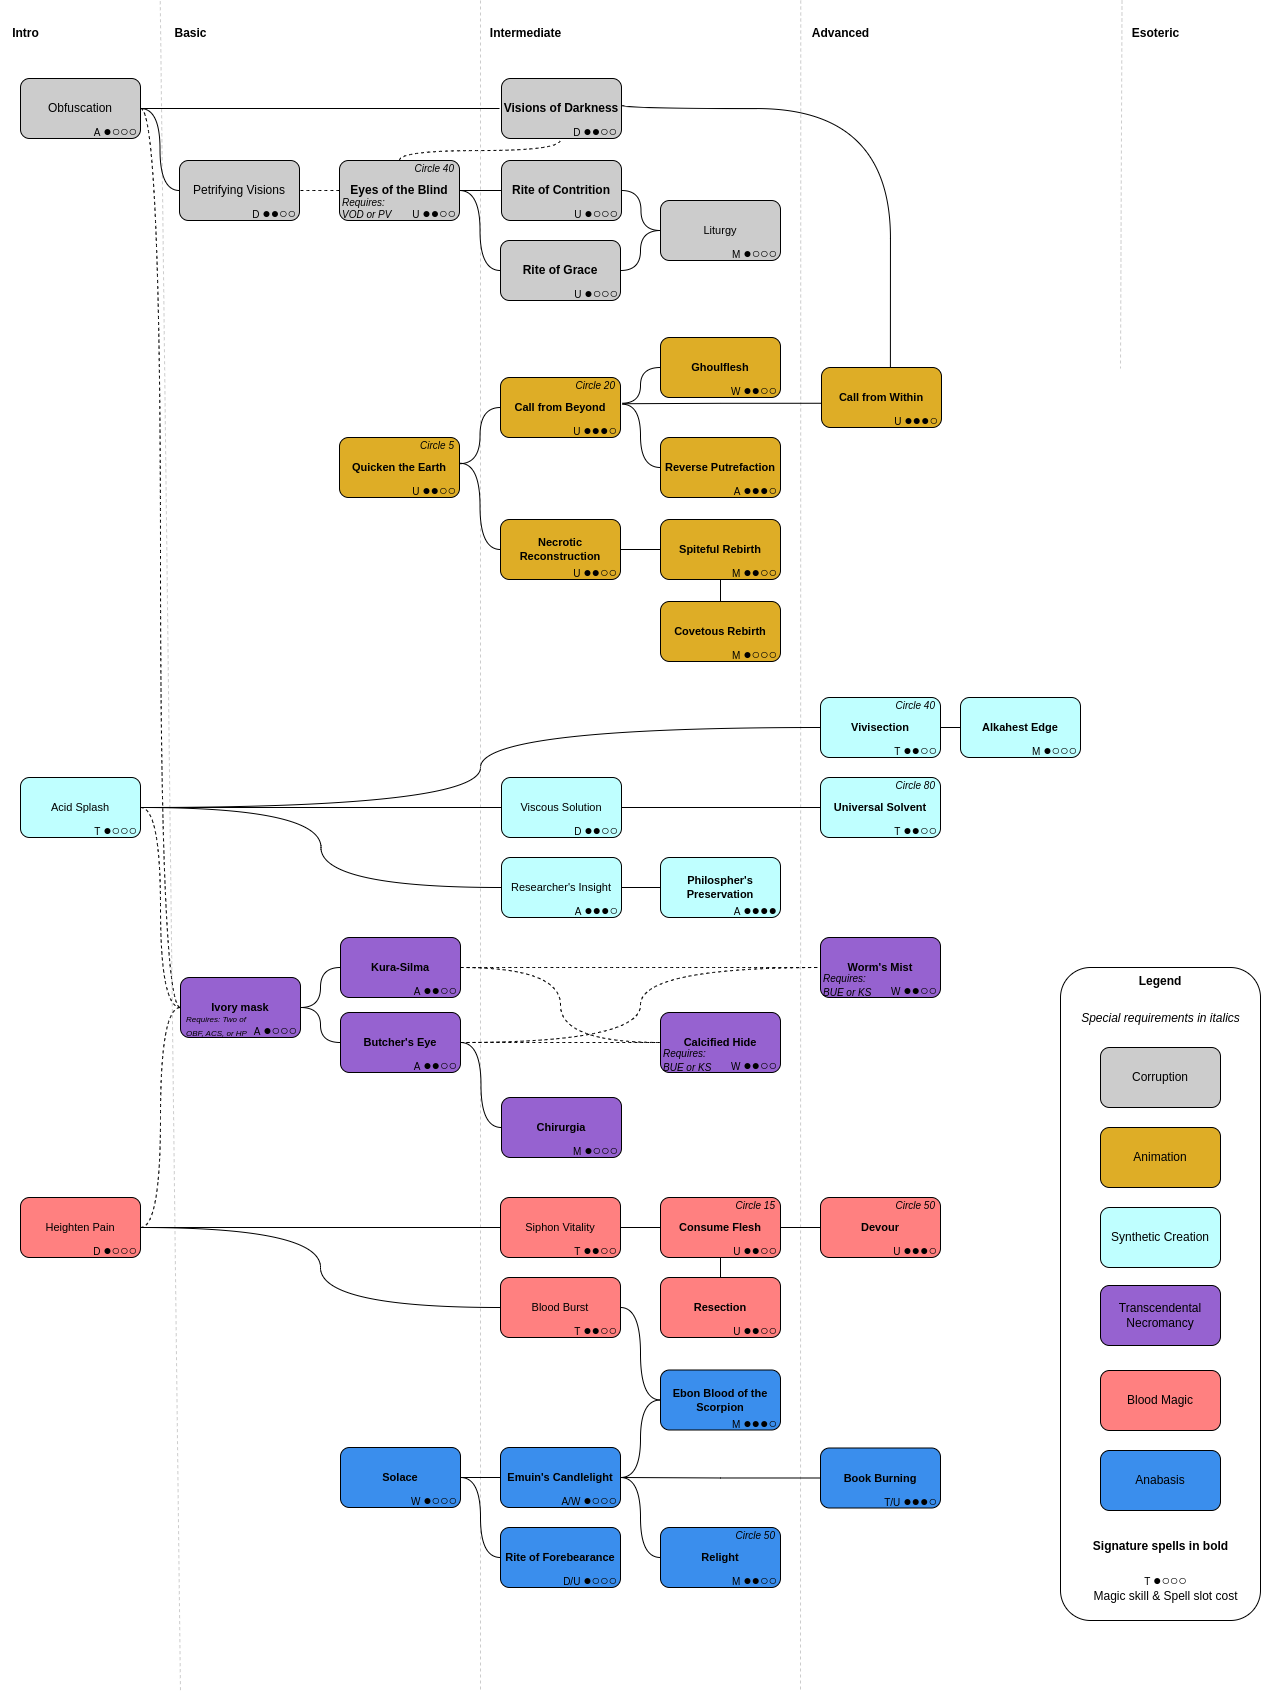 Intro
Basic
Intermediate
Advanced
Esoteric
Obfuscation
A ●○○○
Visions of Darkness
D ●●○○
Petrifying Visions
D ●●○○
Circle 40
Eyes of the Blind
Requires:
VOD or PV
U ●●○○
Rite of Contrition
U ●○○○
Liturgy
M ●○○○
Rite of Grace
U ●○○○
Ghoulflesh
W ●●○○
Circle 20
Call from Beyond
U ●●●○
Call from Within
U ●●●○
Circle 5
Quicken the Earth
U ●●○○
Reverse Putrefaction
A ●●●○
Necrotic
Reconstruction
U ●●○○
Spiteful Rebirth
M ●●○○
Covetous Rebirth
M ●○○○
Circle 40
Vivisection
T ●●○○
Alkahest Edge
M ●○○○
Acid Splash
T ●○○○
Viscous Solution
D ●●○○
Circle 80
Universal Solvent
T ●●○○
Researcher's Insight
A ●●●○
Philospher's
Preservation
A ●●●●
Kura-Silma
A ●●○○
Worm's Mist
Requires:
BUE or KS
W ●●○○
Ivory mask
Requires: Two of
OBF, ACS, or HP
A ●○○○
Butcher's Eye
A ●●○○
Calcified Hide
Requires:
BUE or KS
W ●●○○
Chirurgia
M ●○○○
Heighten Pain
D ●○○○
Siphon Vitality
T ●●○○
Circle 15
Consume Flesh
U ●●○○
Circle 50
Devour
U ●●●○
Blood Burst
T ●●○○
Resection
U ●●○○
Ebon Blood of the
Scorpion
M ●●●○
Solace
W ●○○○
Emuin's Candlelight
A/W ●○○○
Book Burning
T/U ●●●○
Rite of Forebearance
D/U ●○○○
Circle 50
Relight
M ●●○○
Legend
Special requirements in italics
Corruption
Animation
Synthetic Creation
Transcendental
Necromancy
Blood Magic
Anabasis
Signature spells in bold
T ●○○○
Magic skill & Spell slot cost